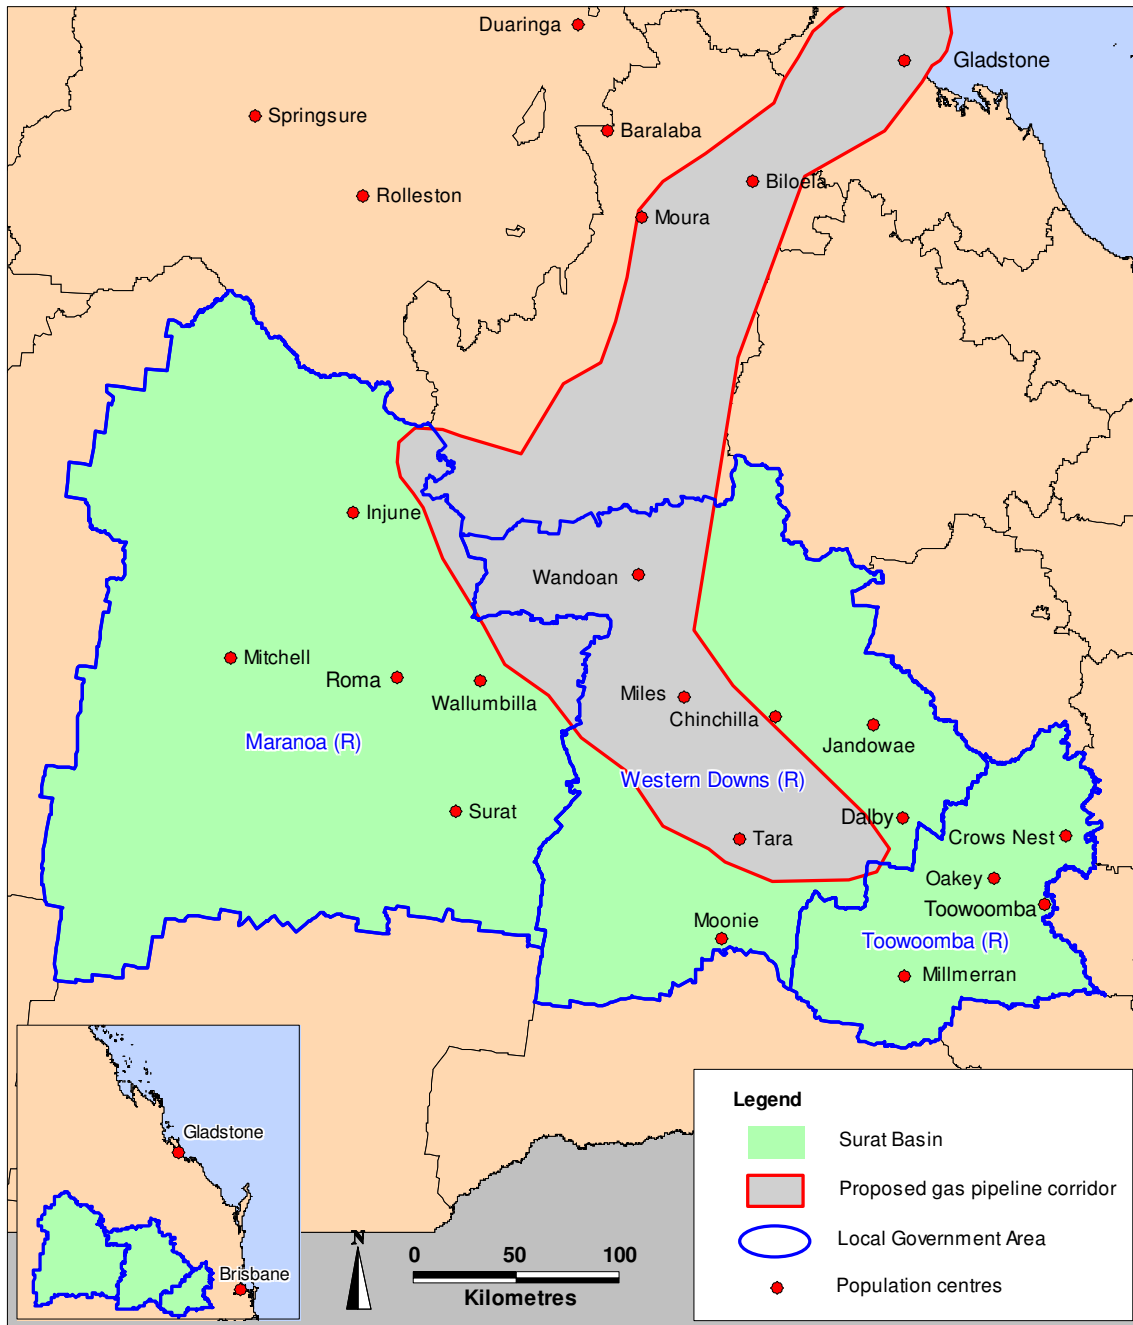 Duaringa
Gladstone
Springsure
Baralaba
Biloela
Rolleston
Moura
Injune
Wandoan
Mitchell
Roma
Wallumbilla
Miles
Chinchilla
Jandowae
Maranoa (R)
Western Downs (R)
Surat
Dalby
Tara
Crows Nest
Oakey
Toowoomba
Moonie
Toowoomba (R)
Millmerran
Gladstone
Brisbane
N
0 50 100
Kilometres
Legend
Surat Basin
Proposed gas pipeline corridor
Local Government Area
Population centres